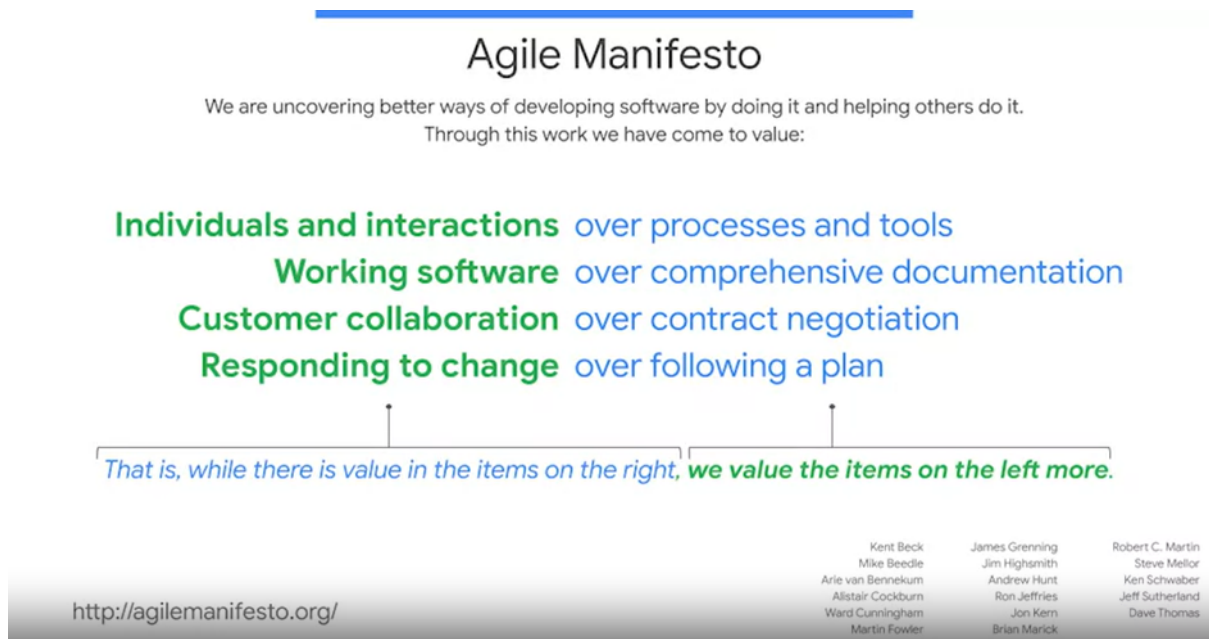 Agile Manifesto
We are uncovering better ways of developing software by doing it and helping others do it.
Through this work we have come to value:
Individuals and interactions over processes and tools
Working software over comprehensive documentation
Customer collaboration over contract negotiation
Responding to change over following a plan
That is, while there is value in the items on the right, we value the items on the left more.
Kent Beck
Mike Beedle
Arie van Bennekum
Alistair Cockburn
Ward Cunningham
Martin Fowler
James Grenning
Jim Highsmith
Andrew Hunt
Ron Jeffries
Jon Kern
Brian Marick
Robert C. Martin
Steve Mellor
Ken Schwaber
Jeff Sutherland
Dave Thomas
http://agilemanifesto.org/